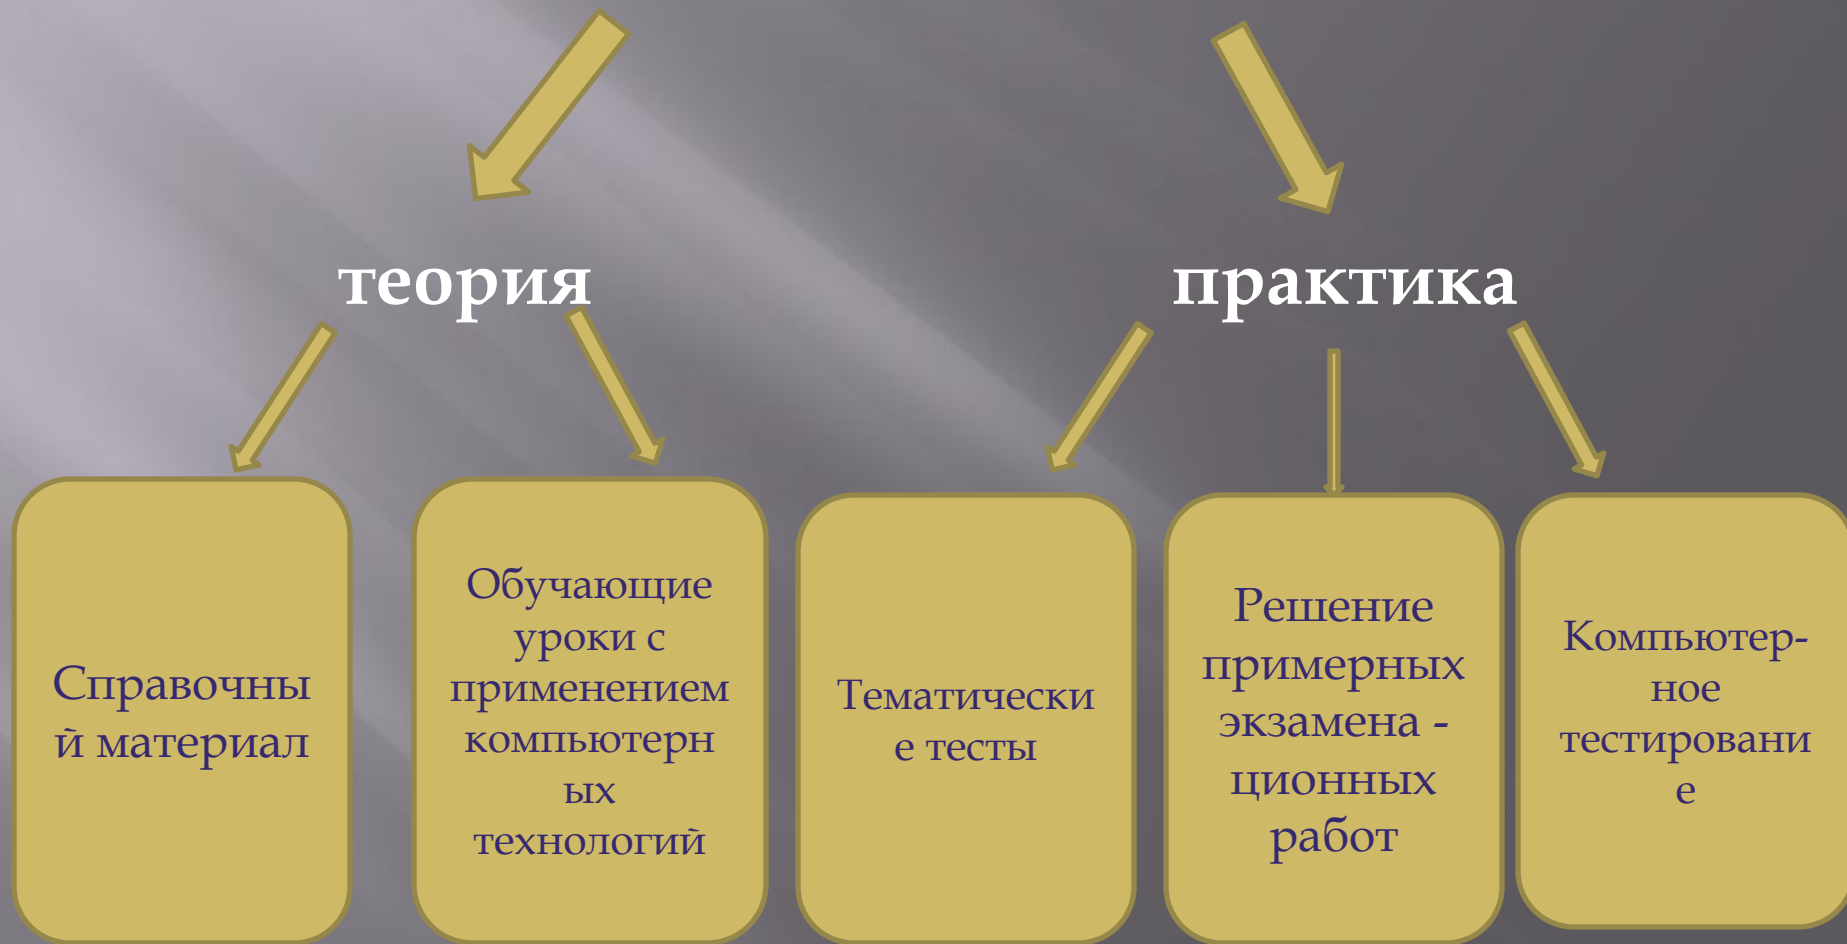 теория
практика
Справочны
й материал
Обучающие
уроки с
применением
компьютерн
ых
технологий
Тематически
е тесты
Решение
примерных
экзамена -
ционных
работ
Компьютер-
ное
тестировани
е